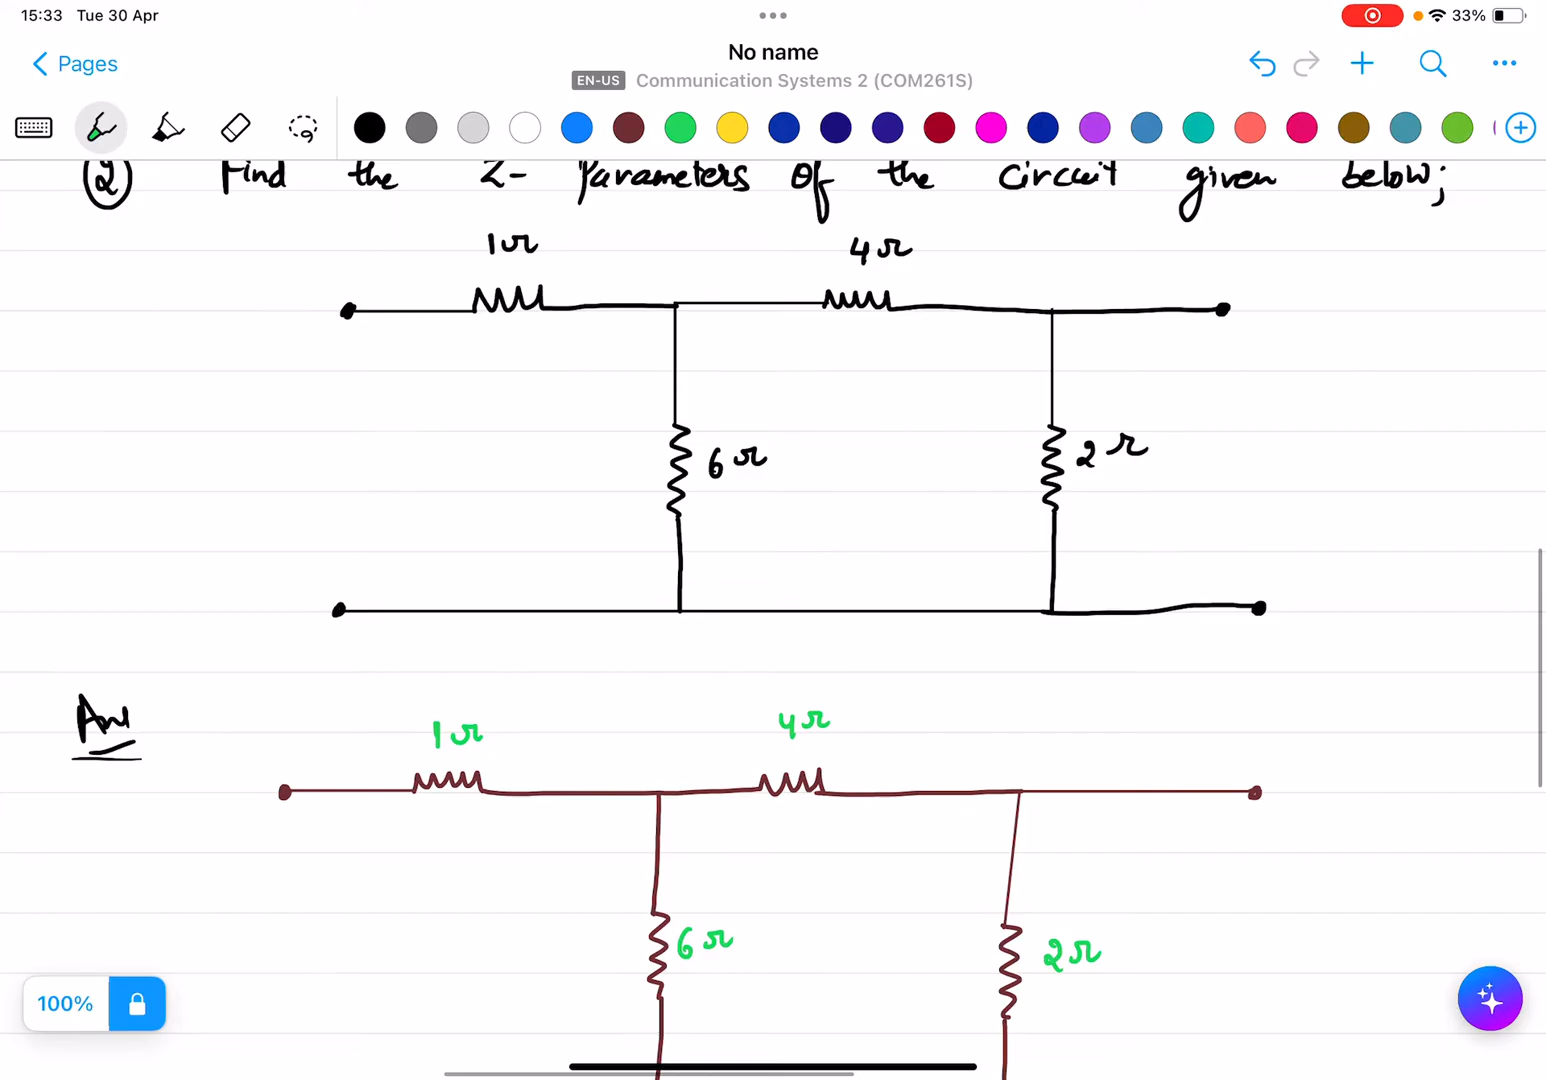 15:33 Tue 30 Apr
33%
Pages
No name
EN-US Communication Systems 2 (COM261S)
② Find the Z- Parameters Of the Circuit given below;
1Ω
4Ω
6Ω
2Ω
Ans
1Ω
4Ω
6Ω
2Ω
100%